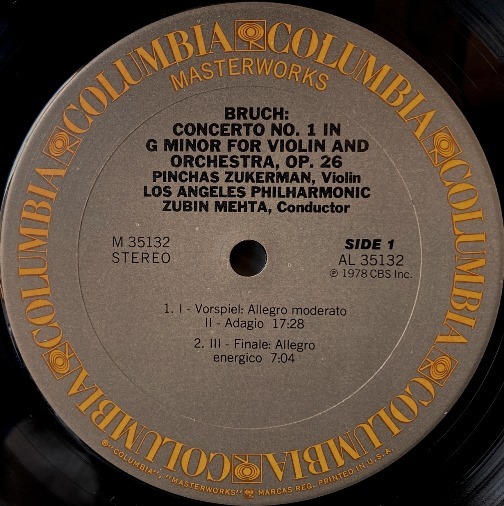 COLUMBIA COLUMBIA COLUMBIA COLUMBIA COLUMBIA COLUMBIA COLUMBIA COLUMBIA
MASTERWORKS
BRUCH:
CONCERTO NO. 1 IN
G MINOR FOR VIOLIN AND
ORCHESTRA, OP. 26
PINCHAS ZUKERMAN, Violin
LOS ANGELES PHILHARMONIC
ZUBIN MEHTA, Conductor
M 35132
STEREO
SIDE 1
AL 35132
℗ 1978 CBS Inc.
1. I - Vorspiel: Allegro moderato
II - Adagio 17:28
2. III - Finale: Allegro
energico 7:04
®: "COLUMBIA", "MASTERWORKS" MARCAS REG. PRINTED IN U.S.A.